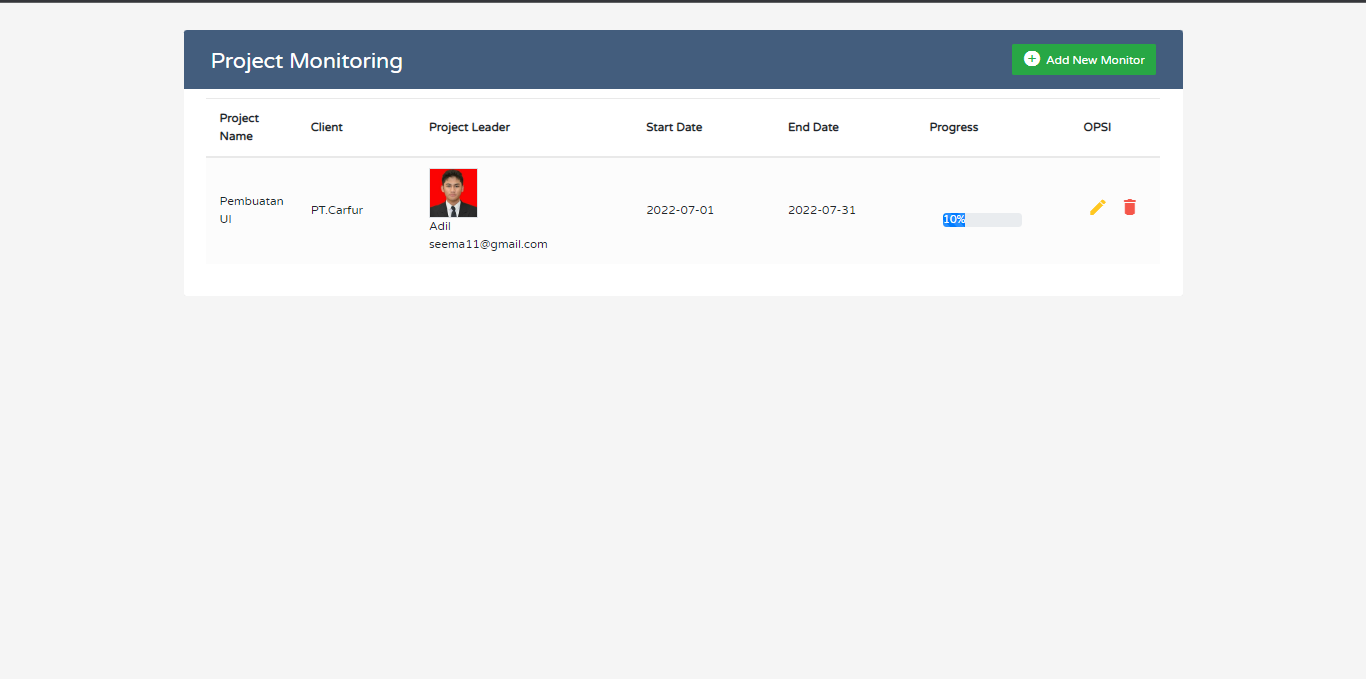 Project Monitoring
Add New Monitor
Project
Name
Client
Project Leader
Start Date
End Date
Progress
OPSI
Pembuatan
UI
PT.Carfur
Adil
seema11@gmail.com
2022-07-01
2022-07-31
10%